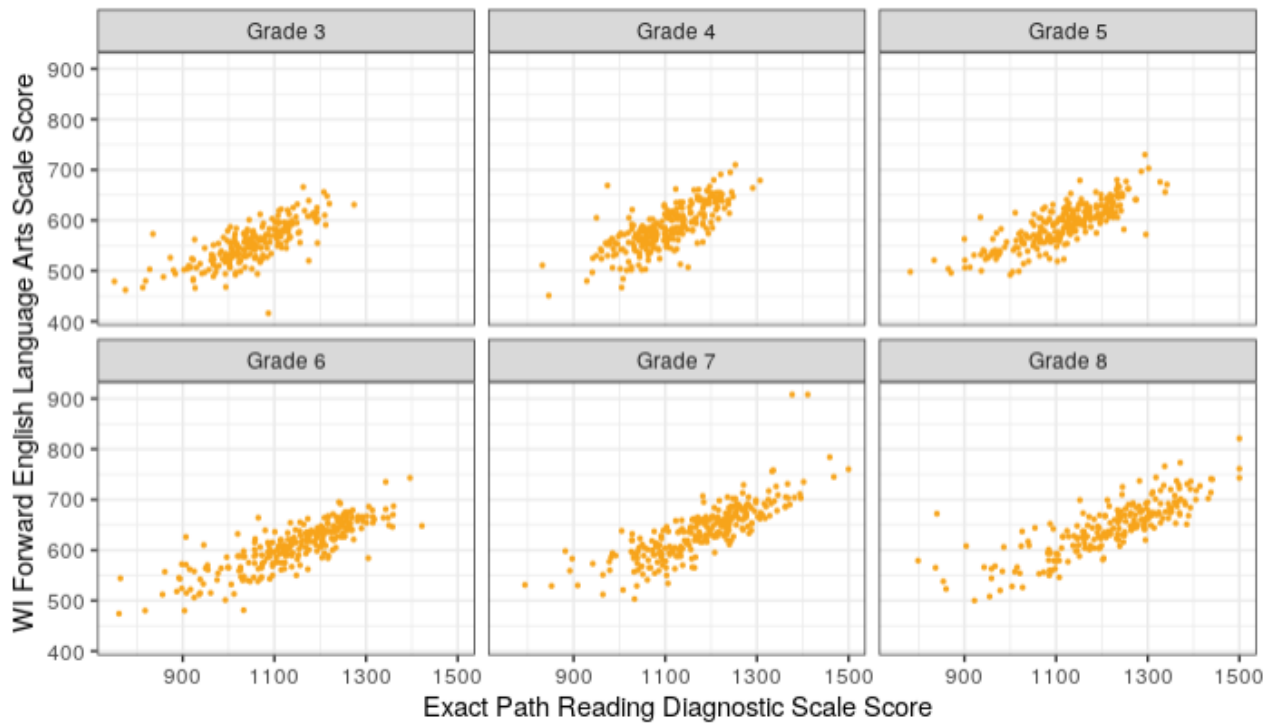 Grade 3
Grade 4
Grade 5
900
800
700
600
500
400
Grade 6
Grade 7
Grade 8
900
800
700
600
500
400
900 1100 1300 1500
900 1100 1300 1500
900 1100 1300 1500
Exact Path Reading Diagnostic Scale Score
WI Forward English Language Arts Scale Score